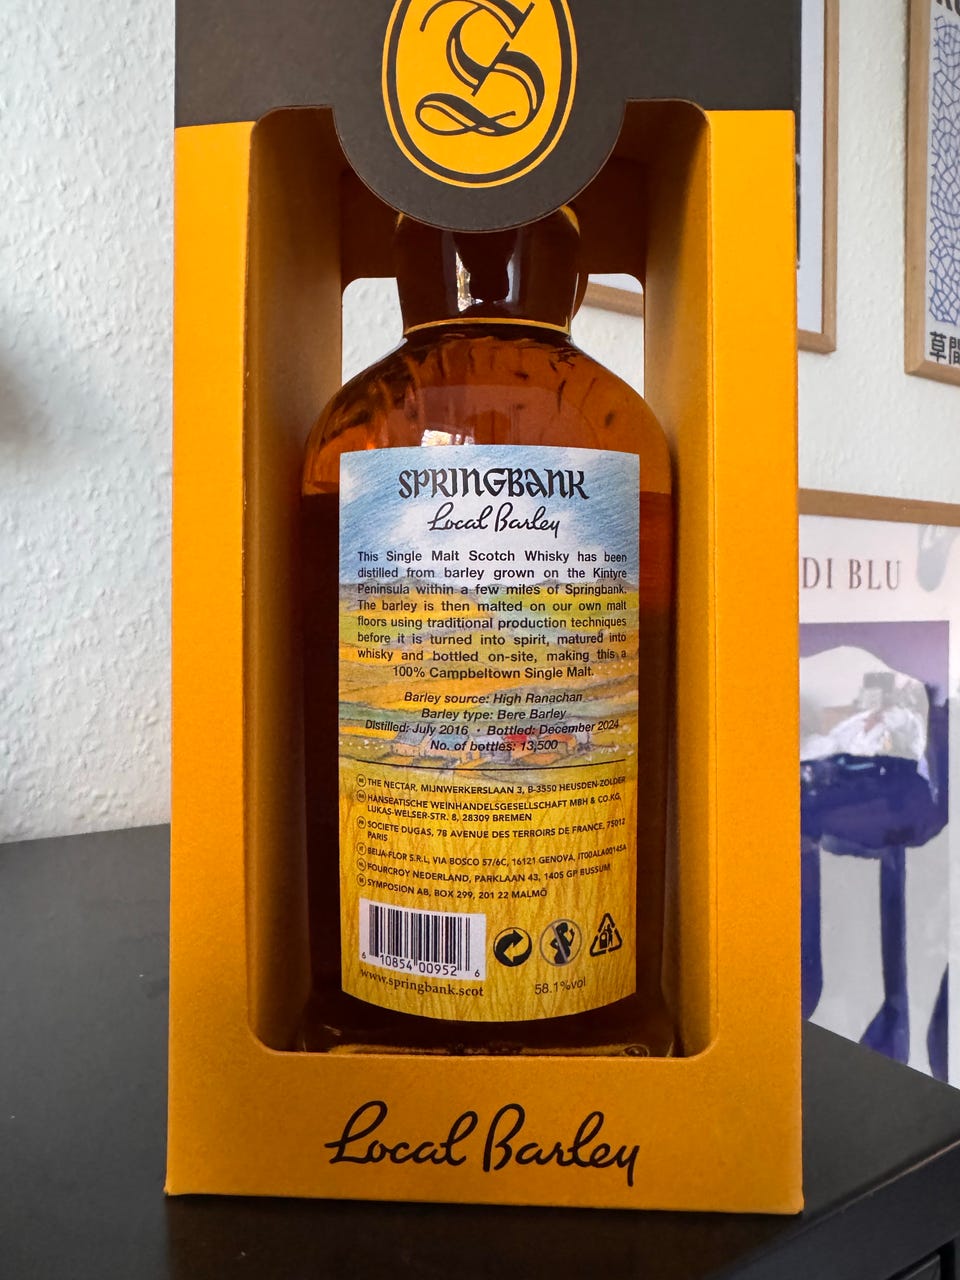 S
SPRINGBANK
Local Barley
This Single Malt Scotch Whisky has been
distilled from barley grown on the Kintyre
Peninsula within a few miles of Springbank.
The barley is then malted on our own malt
floors using traditional production techniques
before it is turned into spirit, matured into
whisky and bottled on-site, making this a
100% Campbeltown Single Malt.
Barley source: High Ranachan
Barley type: Bere Barley
Distilled: July 2016 • Bottled: December 2024
No. of bottles: 13,500
THE NECTAR, MIJNWERKERSLAAN 3, B-3550 HEUSDEN-ZOLDER
HANSEATISCHE WEINHANDELSGESELLSCHAFT MBH & CO.KG,
LUKAS-WELSER-STR. 8, 28309 BREMEN
SOCIETE DUGAS, 78 AVENUE DES TERROIRS DE FRANCE, 75012
PARIS
BEIJA-FLOR S.R.L, VIA BOSCO 57/6C, 16121 GENOVA, IT00ALA00145A
FOURCROY NEDERLAND, PARKLAAN 43, 1405 GP BUSSUM
SYMPOSION AB, BOX 299, 201 22 MALMÖ
6 10854 00952 6
www.springbank.scot
58.1%vol
Local Barley
草間
DI BLU